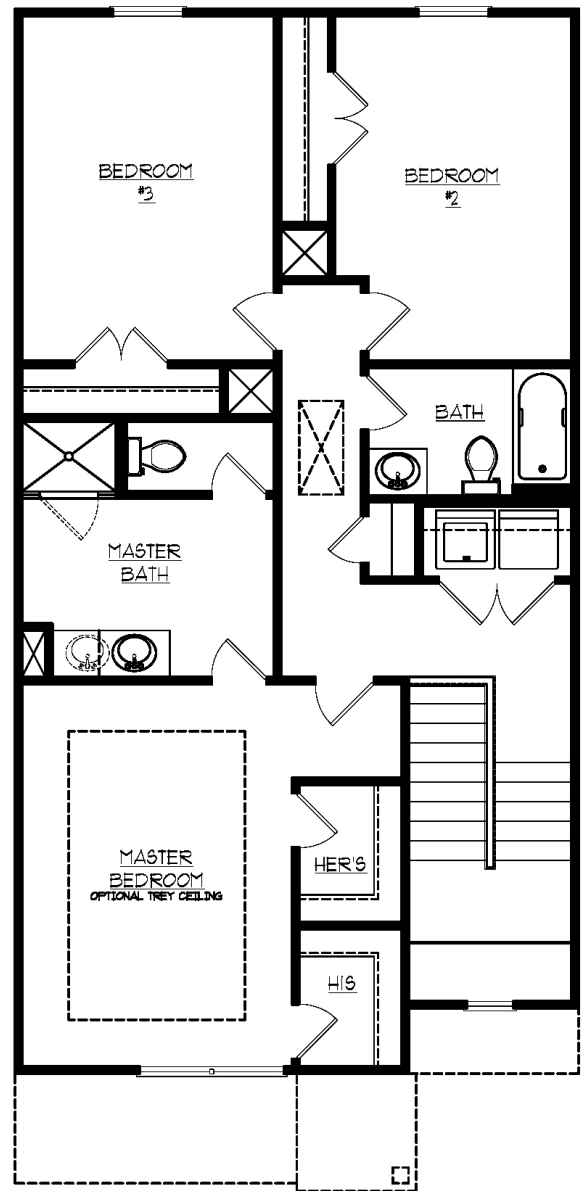 BEDROOM
#3
BEDROOM
#2
BATH
MASTER
BATH
MASTER
BEDROOM
OPTIONAL TREY CEILING
HER'S
HIS